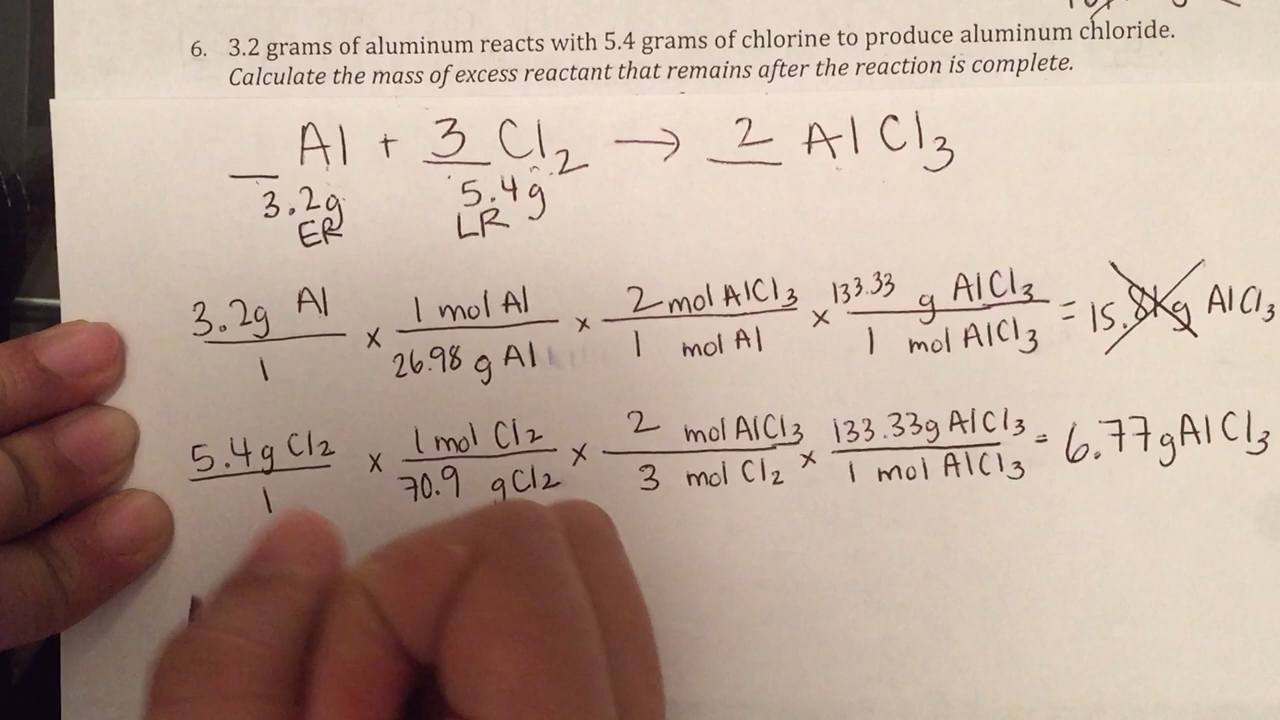 6. 3.2 grams of aluminum reacts with 5.4 grams of chlorine to produce aluminum chloride.
Calculate the mass of excess reactant that remains after the reaction is complete.
_ Al + 3 Cl₂ → 2 AlCl₃
3.2g 5.4g
ER LR
3.2g Al / 1 × 1 mol Al / 26.98 g Al × 2 mol AlCl₃ / 1 mol Al × 133.33 g AlCl₃ / 1 mol AlCl₃ = 15.81g AlCl₃
5.4g Cl₂ / 1 × 1 mol Cl₂ / 70.9 g Cl₂ × 2 mol AlCl₃ / 3 mol Cl₂ × 133.33g AlCl₃ / 1 mol AlCl₃ = 6.77g AlCl₃